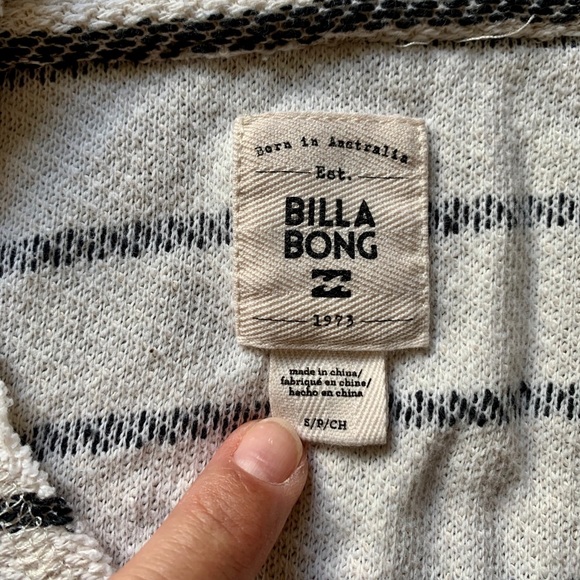 Born in Australia
Est.
BILLA
BONG
1973
made in china/
fabriqué en chine/
hecho en china
S/P/CH